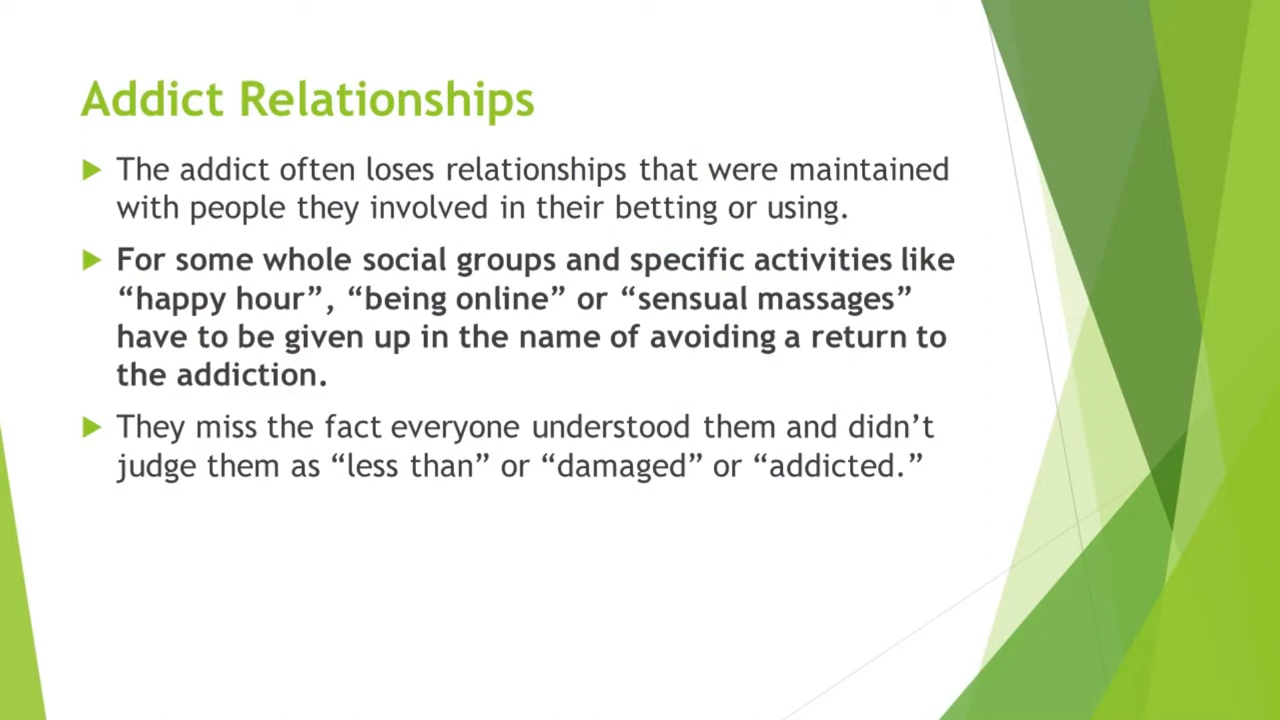 Addict Relationships
The addict often loses relationships that were maintained
with people they involved in their betting or using.
For some whole social groups and specific activities like
“happy hour”, “being online” or “sensual massages”
have to be given up in the name of avoiding a return to
the addiction.
They miss the fact everyone understood them and didn’t
judge them as “less than” or “damaged” or “addicted.”